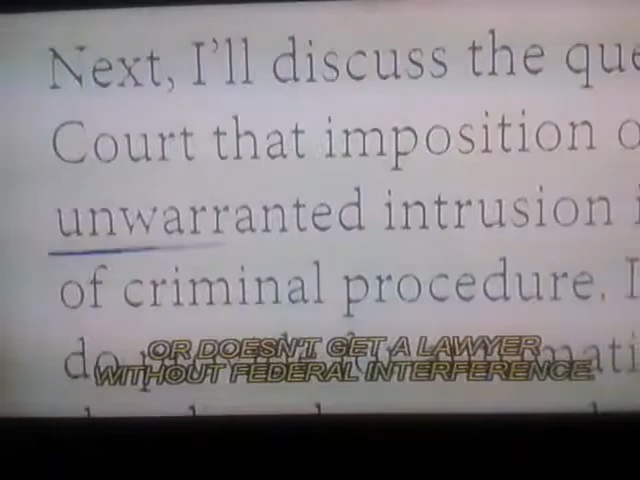 Next, I'll discuss the que
Court that imposition o
unwarranted intrusion i
of criminal procedure. I
do
OR DOESN'T GET A LAWYER
WITHOUT FEDERAL INTERFERENCE